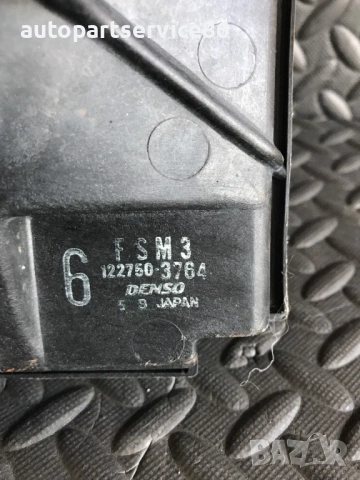 autopartservice80
6
FSM3
122750-3764
DENSO
5 9 JAPAN
BAZAR